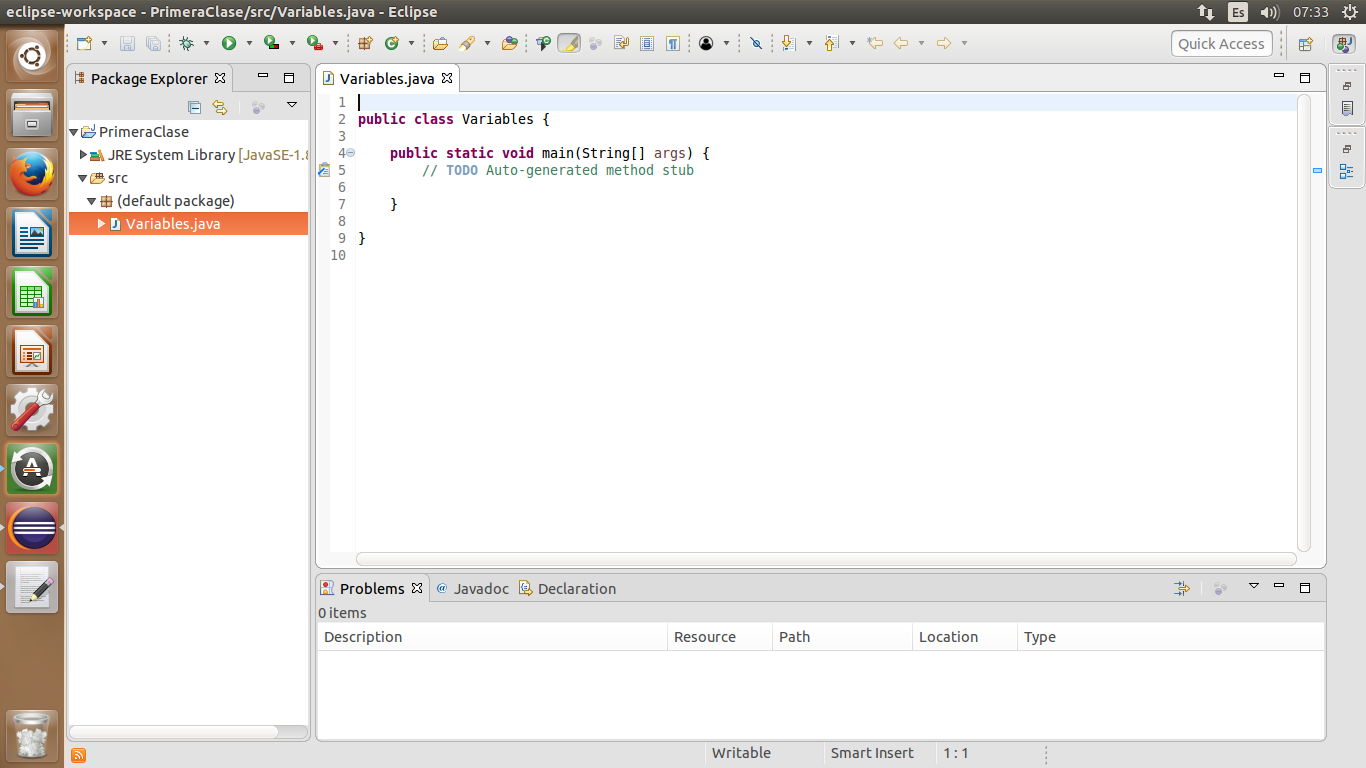 eclipse-workspace - PrimeraClase/src/Variables.java - Eclipse
Es
07:33
Quick Access
Package Explorer
PrimeraClase
JRE System Library [JavaSE-1.8
src
(default package)
Variables.java
Variables.java
1
2 public class Variables {
3
4 public static void main(String[] args) {
5 // TODO Auto-generated method stub
6
7 }
8
9 }
10
Problems
@ Javadoc
Declaration
0 items
Description Resource Path Location Type
Writable Smart Insert 1 : 1